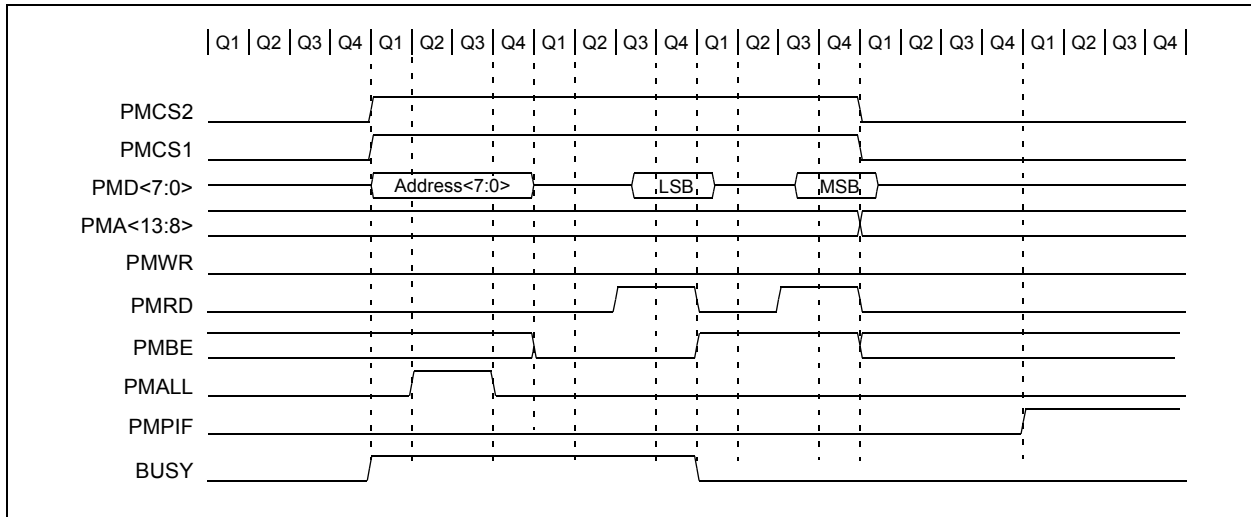 Q1 Q2 Q3 Q4 Q1 Q2 Q3 Q4 Q1 Q2 Q3 Q4 Q1 Q2 Q3 Q4 Q1 Q2 Q3 Q4 Q1 Q2 Q3 Q4
PMCS2
PMCS1
PMD<7:0> Address<7:0> LSB MSB
PMA<13:8>
PMWR
PMRD
PMBE
PMALL
PMPIF
BUSY